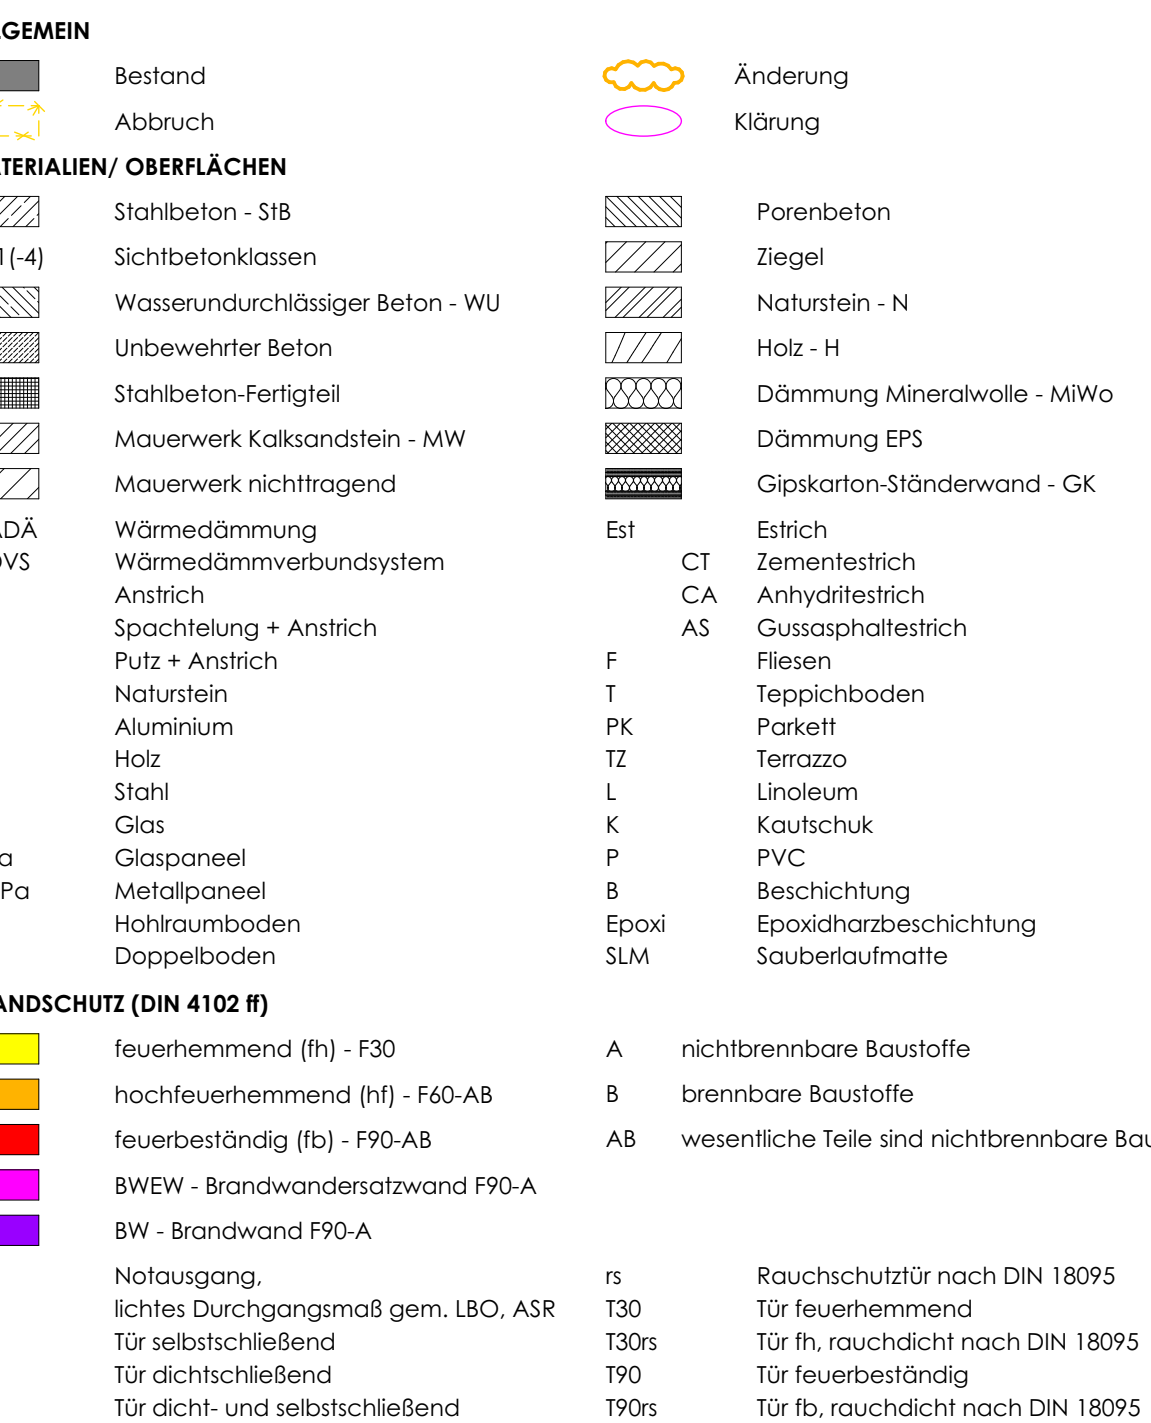 LGEMEIN
Bestand
Änderung
Abbruch
Klärung
TERIALIEN/ OBERFLÄCHEN
Stahlbeton - StB
Porenbeton
1(-4) Sichtbetonklassen
Ziegel
Wasserundurchlässiger Beton - WU
Naturstein - N
Unbewehrter Beton
Holz - H
Stahlbeton-Fertigteil
Dämmung Mineralwolle - MiWo
Mauerwerk Kalksandstein - MW
Dämmung EPS
Mauerwerk nichttragend
Gipskarton-Ständerwand - GK
DÄ Wärmedämmung
Est Estrich
VS Wärmedämmverbundsystem
CT Zementestrich
Anstrich
CA Anhydritestrich
Spachtelung + Anstrich
AS Gussasphaltestrich
Putz + Anstrich
F Fliesen
Naturstein
T Teppichboden
Aluminium
PK Parkett
Holz
TZ Terrazzo
Stahl
L Linoleum
Glas
K Kautschuk
a Glaspaneel
P PVC
Pa Metallpaneel
B Beschichtung
Hohlraumboden
Epoxi Epoxidharzbeschichtung
Doppelboden
SLM Sauberlaufmatte
ANDSCHUTZ (DIN 4102 ff)
feuerhemmend (fh) - F30
A nichtbrennbare Baustoffe
hochfeuerhemmend (hf) - F60-AB
B brennbare Baustoffe
feuerbeständig (fb) - F90-AB
AB wesentliche Teile sind nichtbrennbare Bau
BWEW - Brandwandersatzwand F90-A
BW - Brandwand F90-A
Notausgang,
rs Rauchschutztür nach DIN 18095
lichtes Durchgangsmaß gem. LBO, ASR
T30 Tür feuerhemmend
Tür selbstschließend
T30rs Tür fh, rauchdicht nach DIN 18095
Tür dichtschließend
T90 Tür feuerbeständig
Tür dicht- und selbstschließend
T90rs Tür fb, rauchdicht nach DIN 18095